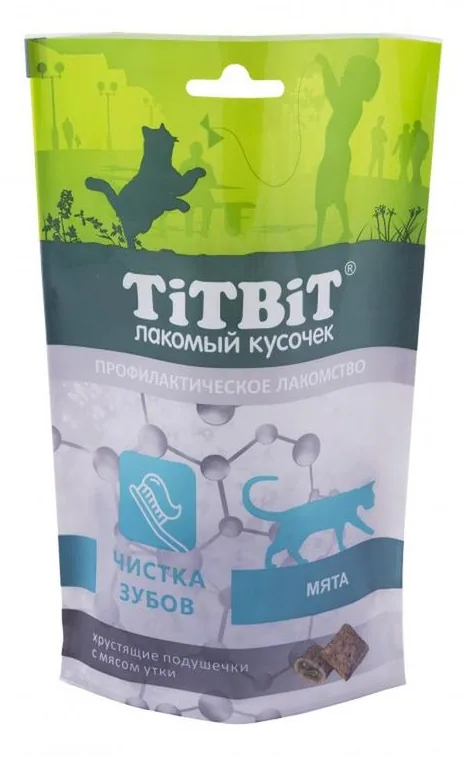 TiTBiT®
лакомый кусочек
ПРОФИЛАКТИЧЕСКОЕ ЛАКОМСТВО
ЧИСТКА
ЗУБОВ
МЯТА
хрустящие подушечки
с мясом утки